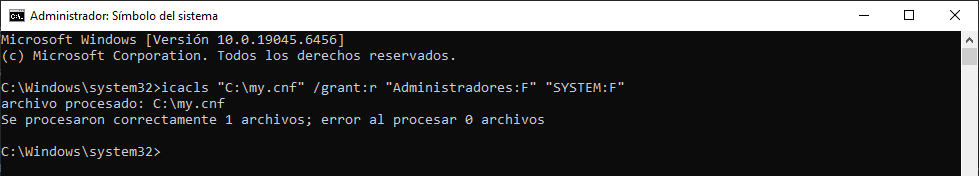 Administrador: Símbolo del sistema
Microsoft Windows [Versión 10.0.19045.6456]
(c) Microsoft Corporation. Todos los derechos reservados.
C:\Windows\system32>icacls "C:\my.cnf" /grant:r "Administradores:F" "SYSTEM:F"
archivo procesado: C:\my.cnf
Se procesaron correctamente 1 archivos; error al procesar 0 archivos
C:\Windows\system32>